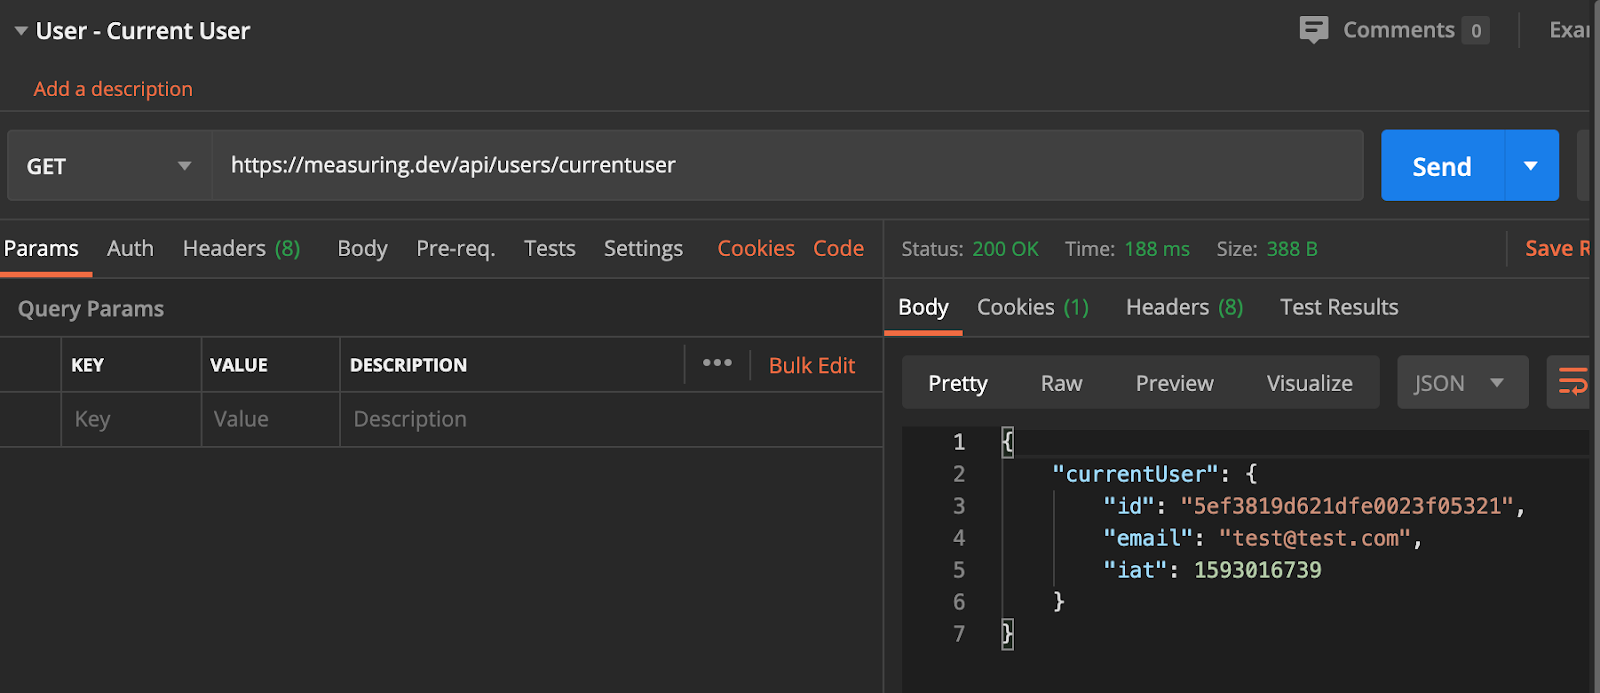 User - Current User
Comments 0
Add a description
GET
https://measuring.dev/api/users/currentuser
Send
Params Auth Headers (8) Body Pre-req. Tests Settings Cookies Code
Status: 200 OK Time: 188 ms Size: 388 B
Save
Query Params
Body Cookies (1) Headers (8) Test Results
KEY VALUE DESCRIPTION ••• Bulk Edit
Key Value Description
Pretty Raw Preview Visualize JSON
1 {
2 "currentUser": {
3 "id": "5ef3819d621dfe0023f05321",
4 "email": "test@test.com",
5 "iat": 1593016739
6 }
7 }